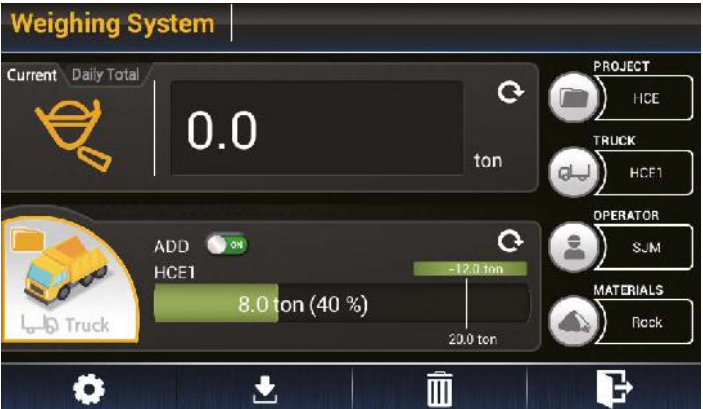 Weighing System
Current Daily Total
0.0
ton
ADD ON
HCE1
-12.0 ton
8.0 ton (40 %)
20.0 ton
Truck
PROJECT
HCE
TRUCK
HCE1
OPERATOR
SJM
MATERIALS
Rock